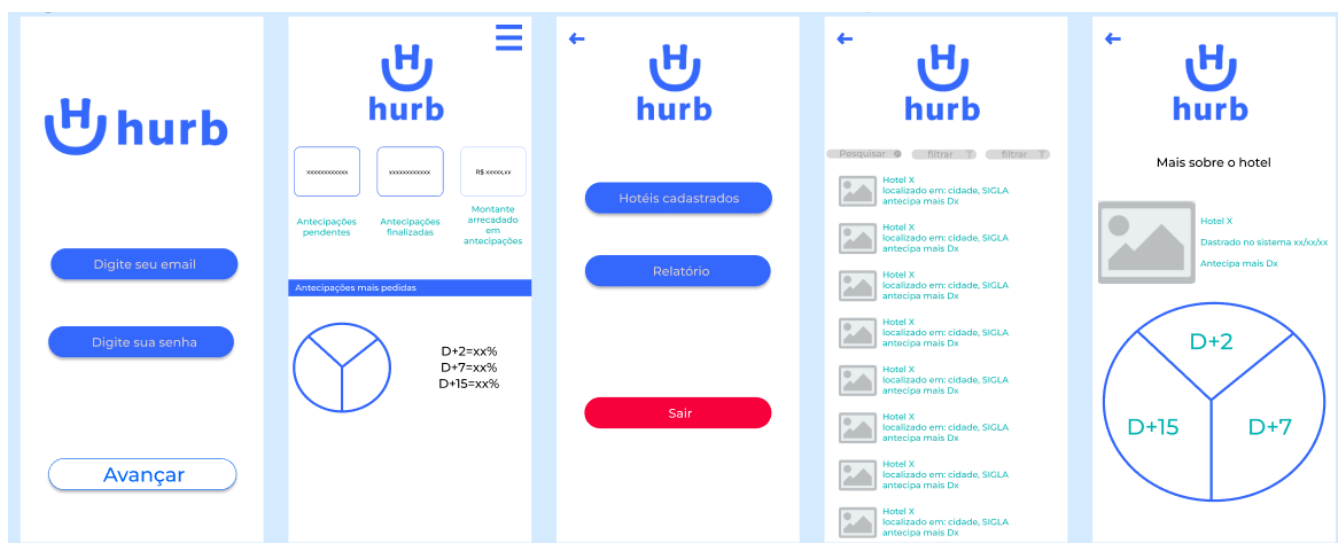 H hurb
Digite seu email
Digite sua senha
Avançar
H
hurb
xxxxxxxxxxxx
xxxxxxxxxxxx
R$ xxxxx,xx
Antecipações
pendentes
Antecipações
finalizadas
Montante
arrecadado
em
antecipações
Antecipações mais pedidas
D+2=xx%
D+7=xx%
D+15=xx%
H
hurb
Hotéis cadastrados
Relatório
Sair
H
hurb
Pesquisar filtrar filtrar
Hotel X
localizado em: cidade, SIGLA
antecipa mais Dx
Hotel X
localizado em: cidade, SIGLA
antecipa mais Dx
Hotel X
localizado em: cidade, SIGLA
antecipa mais Dx
Hotel X
localizado em: cidade, SIGLA
antecipa mais Dx
Hotel X
localizado em: cidade, SIGLA
antecipa mais Dx
Hotel X
localizado em: cidade, SIGLA
antecipa mais Dx
Hotel X
localizado em: cidade, SIGLA
antecipa mais Dx
Hotel X
localizado em: cidade, SIGLA
antecipa mais Dx
H
hurb
Mais sobre o hotel
Hotel X
Dastrado no sistema xx/xx/xx
Antecipa mais Dx
D+2
D+15
D+7